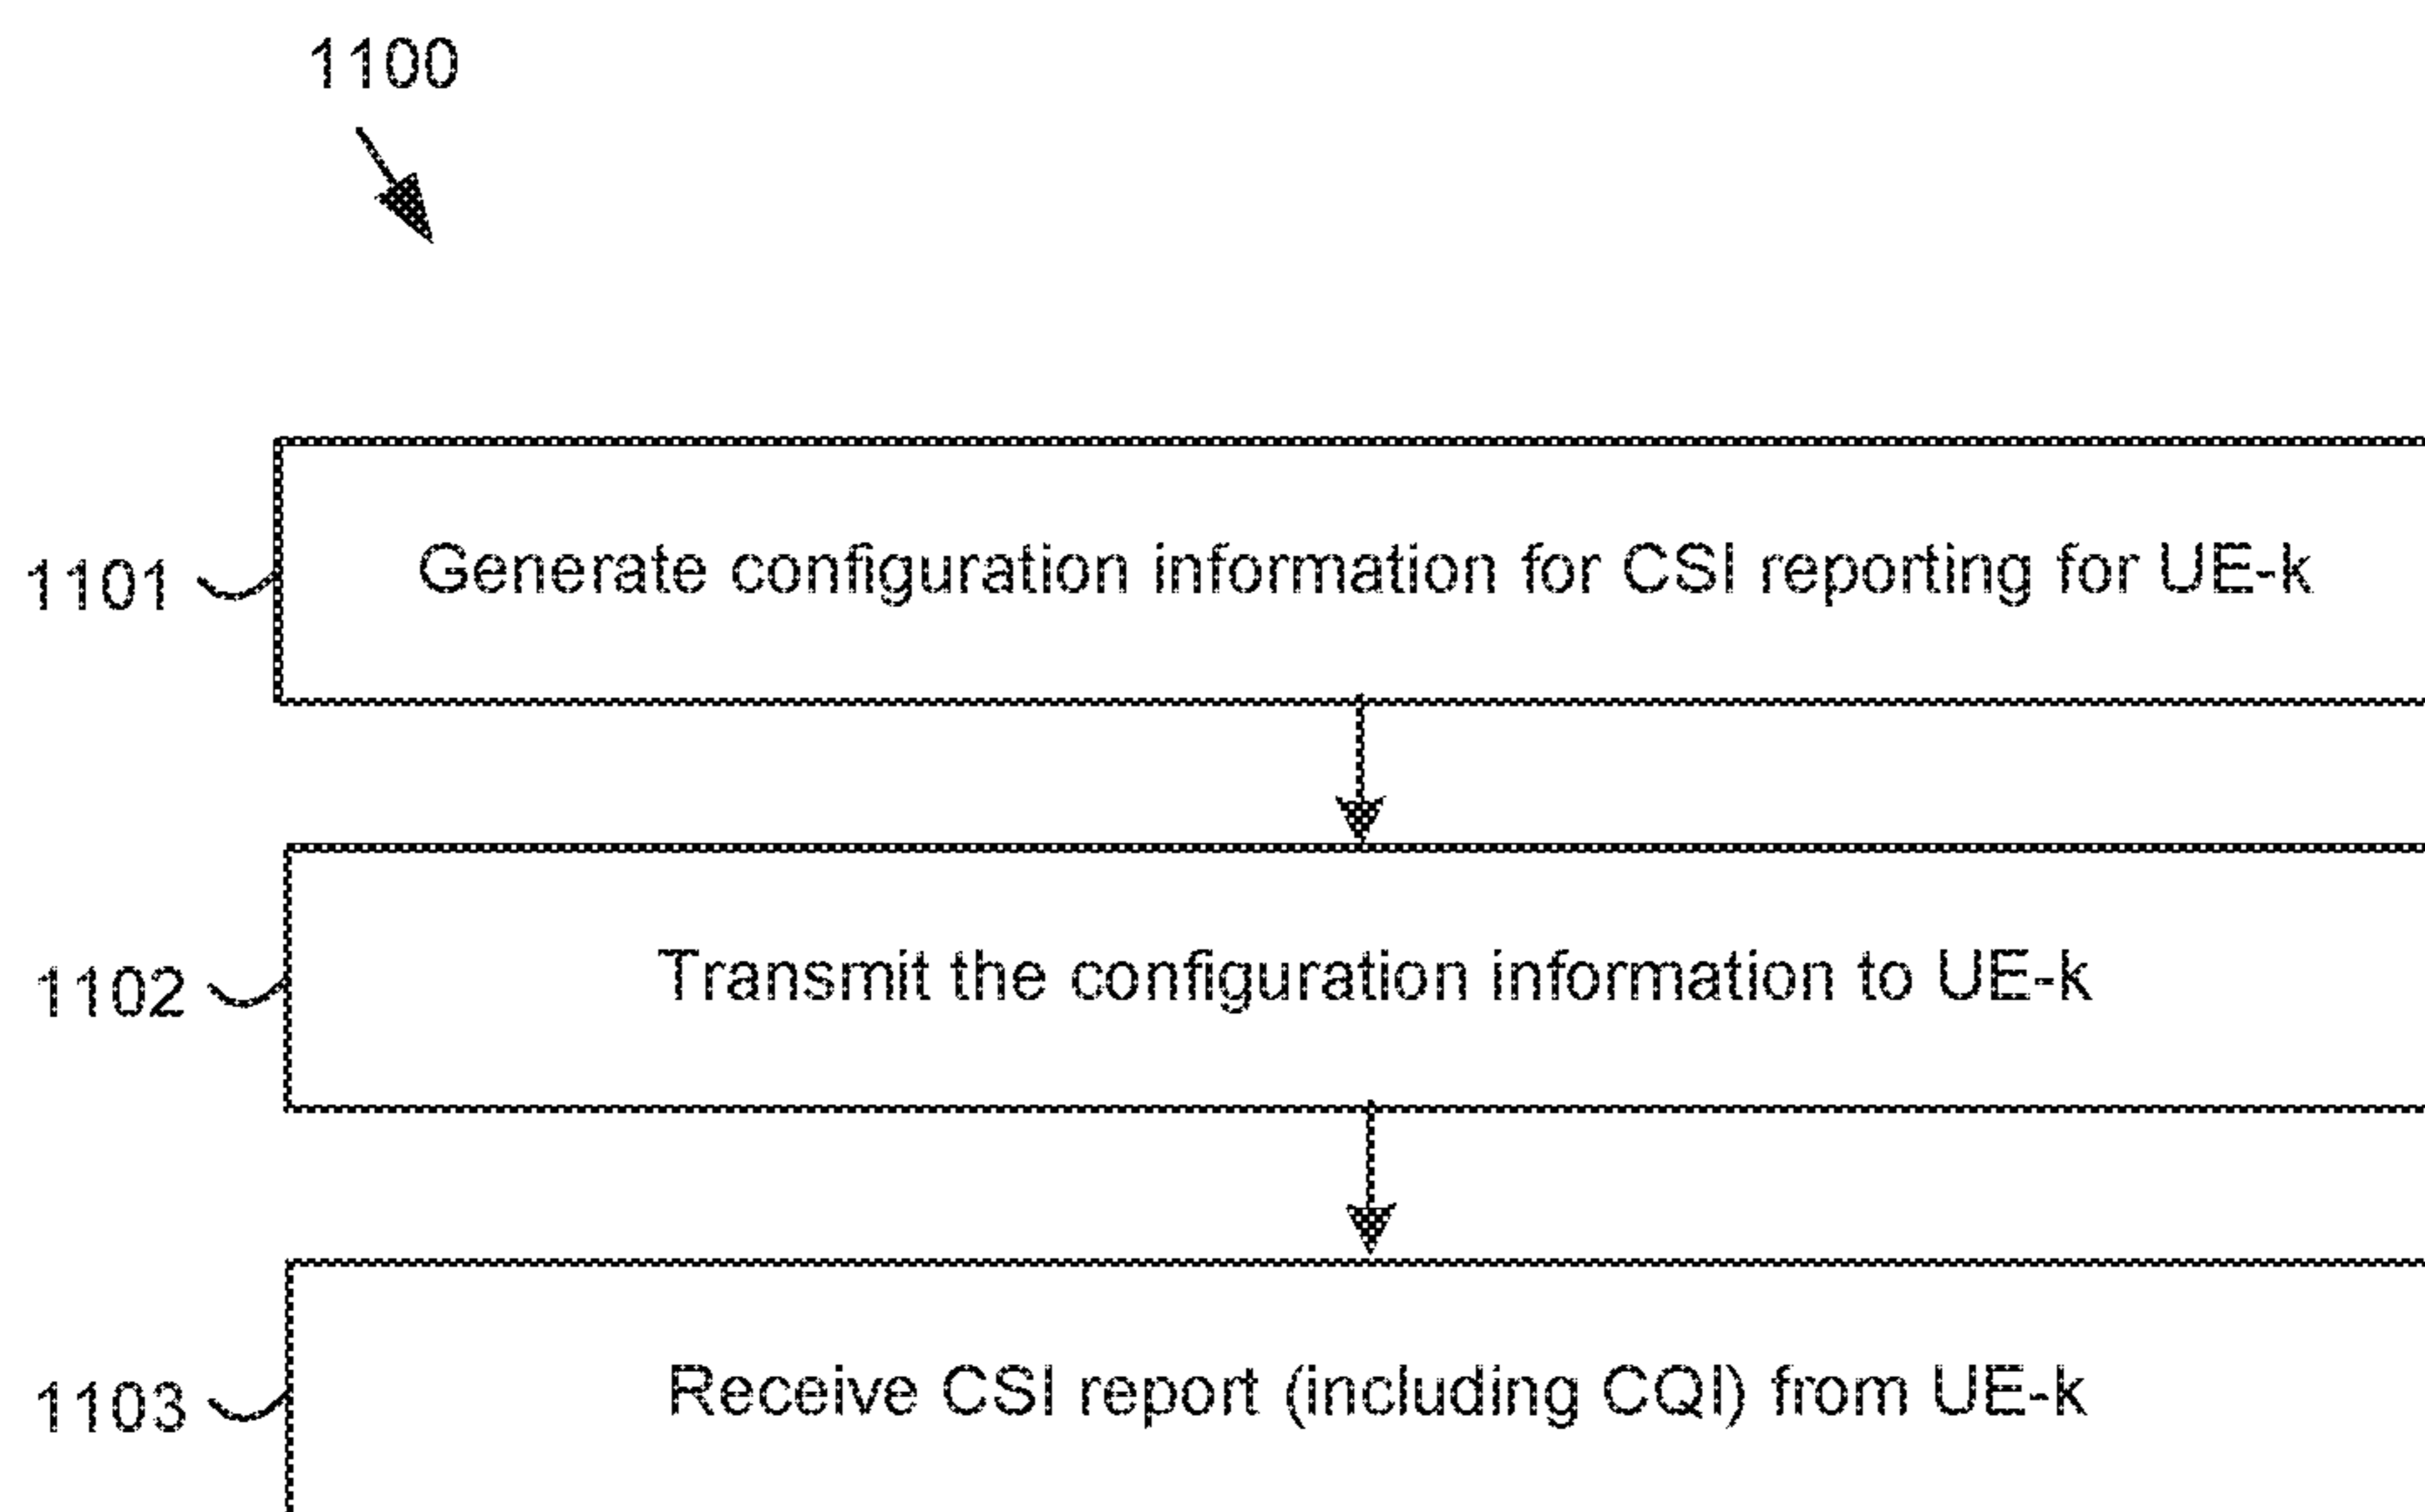 1100
1101
Generate configuration information for CSI reporting for UE-k
1102
Transmit the configuration information to UE-k
1103
Receive CSI report (including CQI) from UE-k